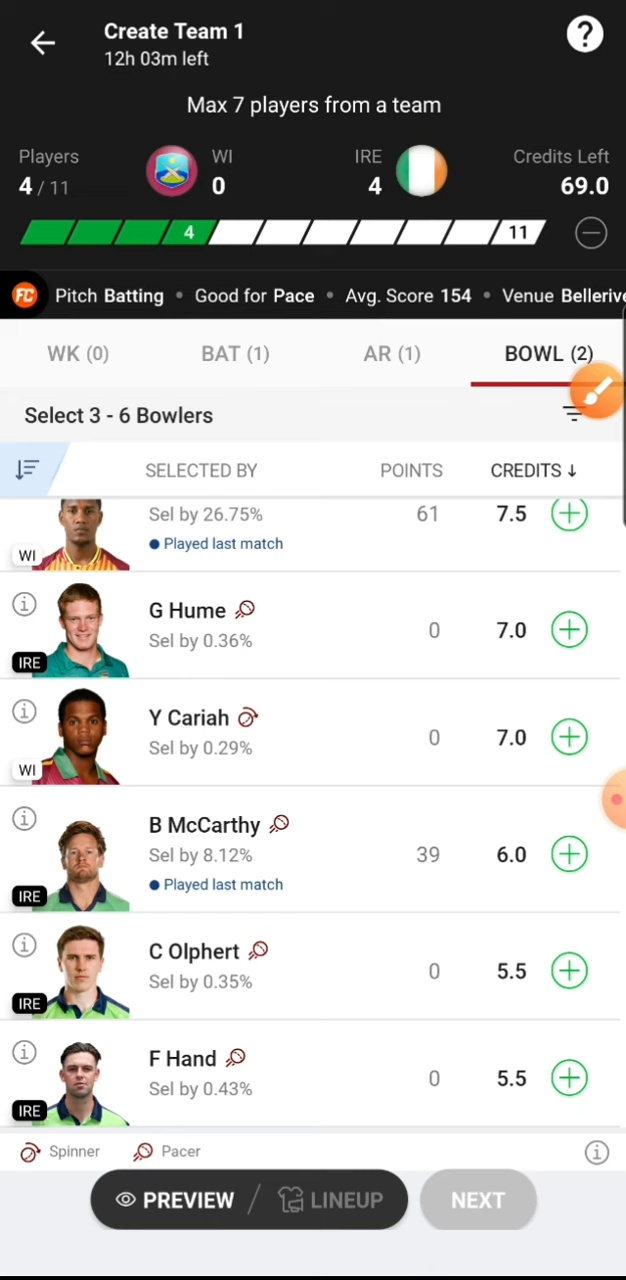 Create Team 1
12h 03m left
?
Max 7 players from a team
Players
4 / 11
WI
0
IRE
4
Credits Left
69.0
4
11
FC Pitch Batting • Good for Pace • Avg. Score 154 • Venue Bellerive
WK (0) BAT (1) AR (1) BOWL (2)
Select 3 - 6 Bowlers
SELECTED BY POINTS CREDITS ↓
Sel by 26.75% 61 7.5
Played last match
WI
G Hume
Sel by 0.36% 0 7.0
IRE
Y Cariah
Sel by 0.29% 0 7.0
WI
B McCarthy
Sel by 8.12% 39 6.0
Played last match
IRE
C Olphert
Sel by 0.35% 0 5.5
IRE
F Hand
Sel by 0.43% 0 5.5
IRE
Spinner Pacer
PREVIEW / LINEUP NEXT